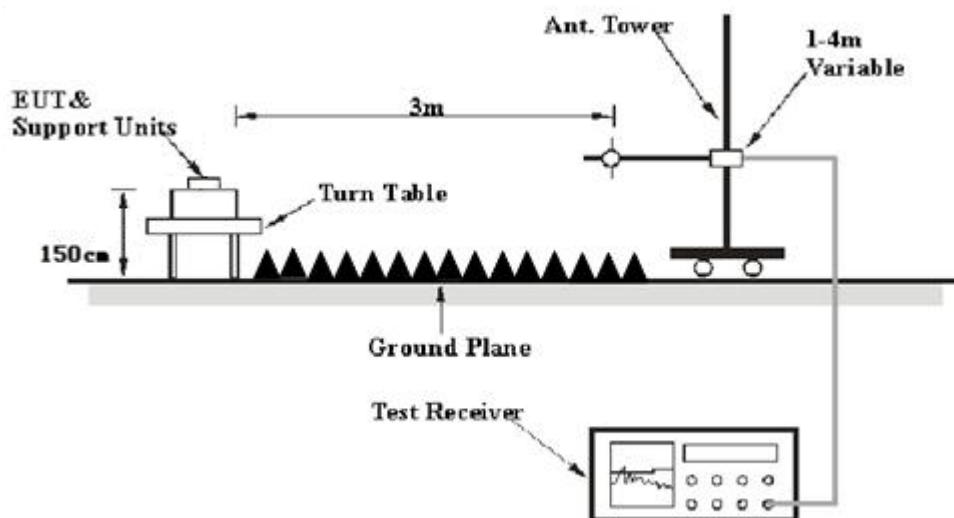 Ant. Tower
1-4m
Variable
EUT&
Support Units
3m
Turn Table
150cm
Ground Plane
Test Receiver